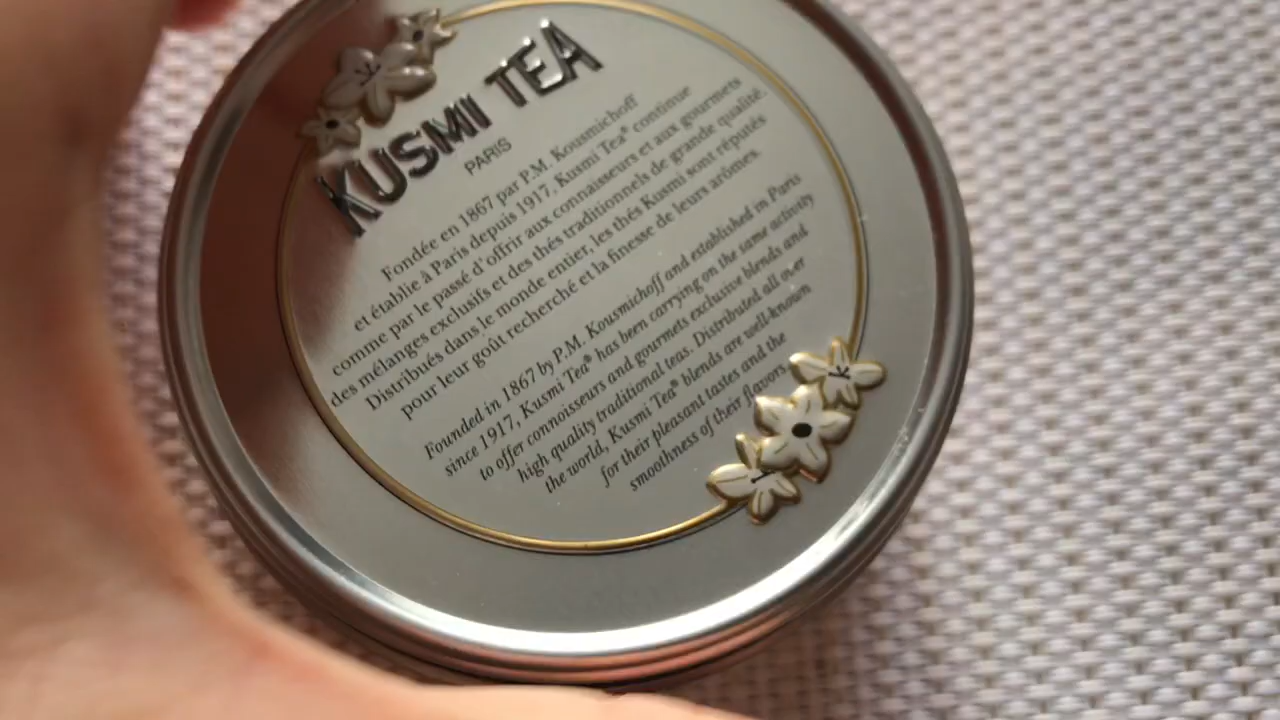 KUSMI TEA
PARIS
Fondée en 1867 par P.M. Kousmichoff
et établie à Paris depuis 1917, Kusmi Tea® continue
comme par le passé d'offrir aux connaisseurs et aux gourmets
des mélanges exclusifs et des thés traditionnels de grande qualité.
Distribués dans le monde entier, les thés Kusmi sont réputés
pour leur goût recherché et la finesse de leurs arômes.
Founded in 1867 by P.M. Kousmichoff and established in Paris
since 1917, Kusmi Tea® has been carrying on the same activity
to offer connoisseurs and gourmets exclusive blends and
high quality traditional teas. Distributed all over
the world, Kusmi Tea® blends are well-known
for their pleasant tastes and the
smoothness of their flavors.